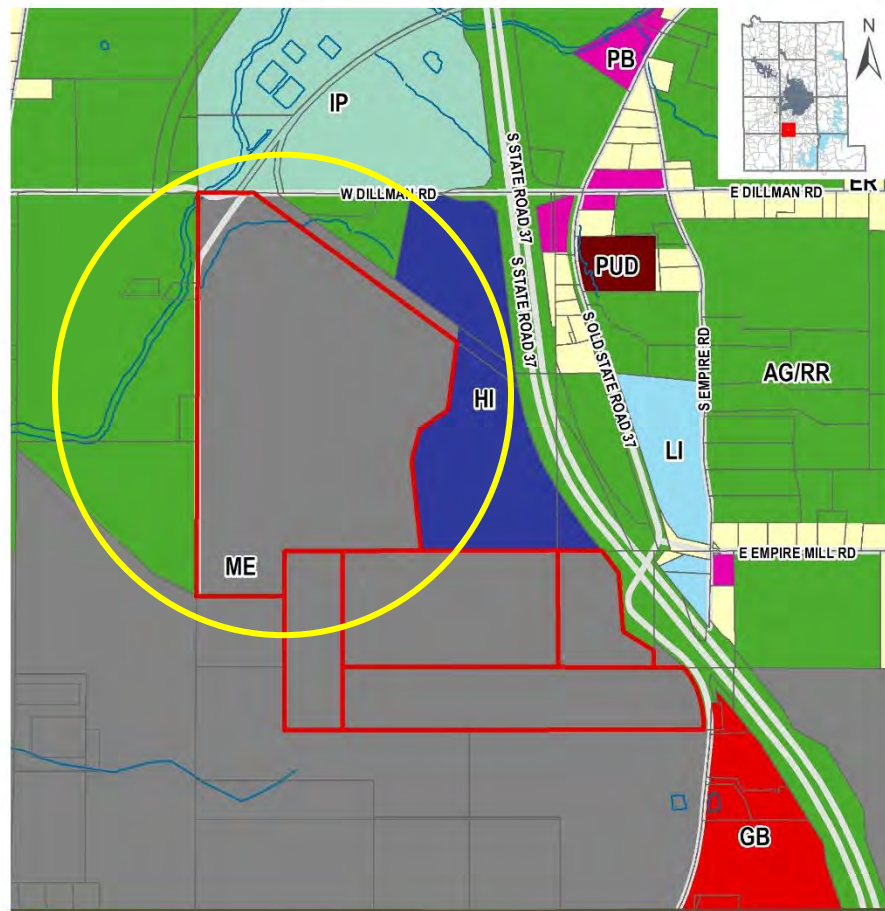 N
PB
IP
ER
W DILLMAN RD
E DILLMAN RD
S STATE ROAD 37
S STATE ROAD 37
PUD
S OLD STATE ROAD 37
S EMPIRE RD
AG/RR
HI
LI
E EMPIRE MILL RD
ME
GB